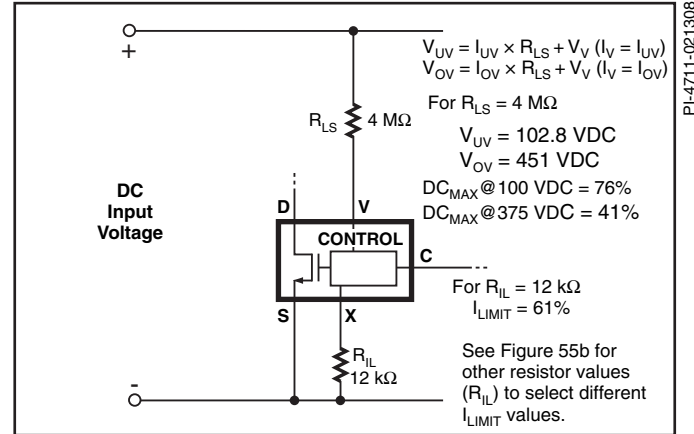 PI-4711-021308
+
V_UV = I_UV × R_LS + V_V (I_V = I_UV)
V_OV = I_OV × R_LS + V_V (I_V = I_OV)
For R_LS = 4 MΩ
R_LS 4 MΩ
V_UV = 102.8 VDC
V_OV = 451 VDC
DC_MAX@100 VDC = 76%
DC_MAX@375 VDC = 41%
DC
Input
Voltage
D
V
CONTROL
C
S
X
For R_IL = 12 kΩ
I_LIMIT = 61%
R_IL
12 kΩ
See Figure 55b for
other resistor values
(R_IL) to select different
I_LIMIT values.
-